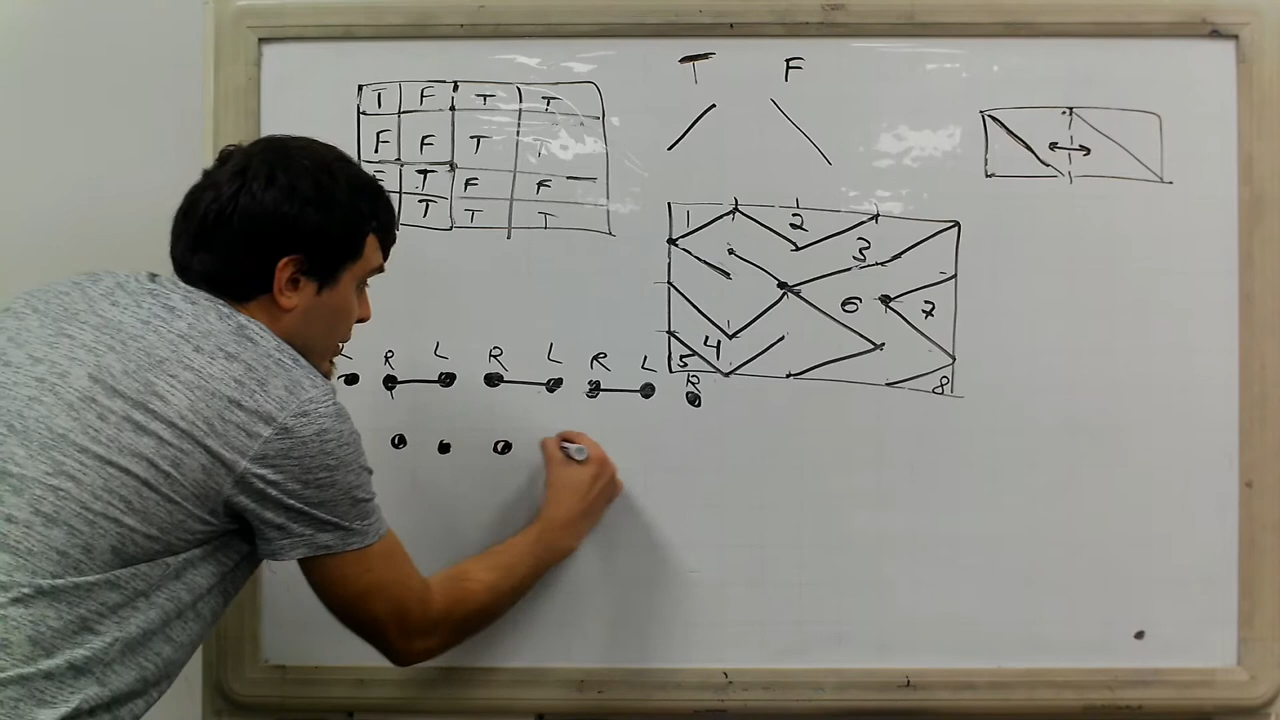 T F
T F T T
F F T T
F T F F
T T T
1 2
3
6 7
4
5
8
L R L R L R L R